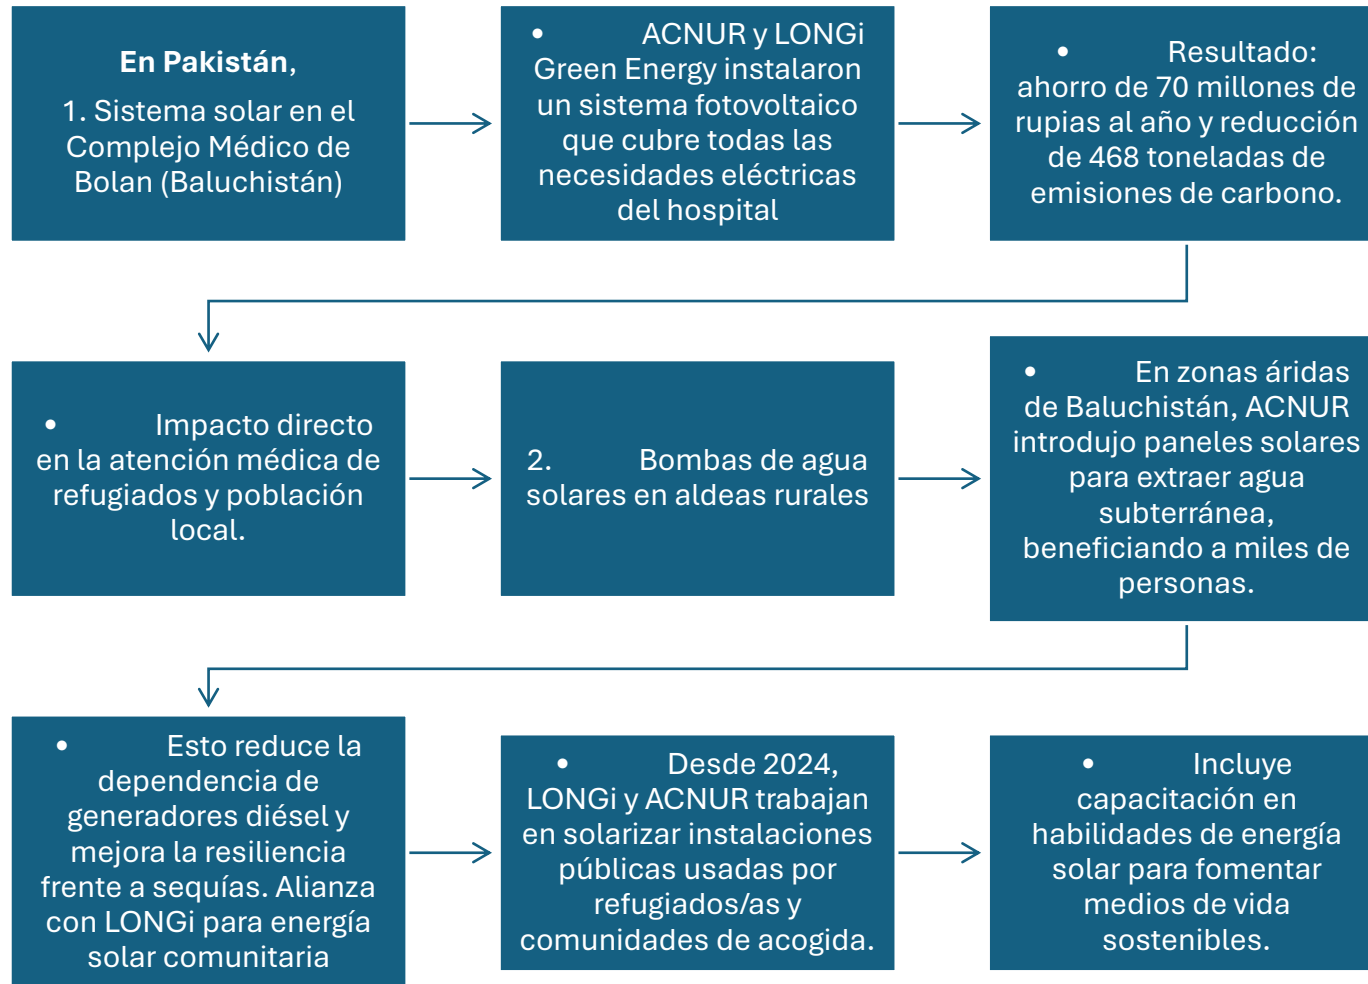 En Pakistán,
1. Sistema solar en el
Complejo Médico de
Bolan (Baluchistán)
• ACNUR y LONGi
Green Energy instalaron
un sistema fotovoltaico
que cubre todas las
necesidades eléctricas
del hospital
• Resultado:
ahorro de 70 millones de
rupias al año y reducción
de 468 toneladas de
emisiones de carbono.
• Impacto directo
en la atención médica de
refugiados y población
local.
2. Bombas de agua
solares en aldeas rurales
• En zonas áridas
de Baluchistán, ACNUR
introdujo paneles solares
para extraer agua
subterránea,
beneficiando a miles de
personas.
• Esto reduce la
dependencia de
generadores diésel y
mejora la resiliencia
frente a sequías. Alianza
con LONGi para energía
solar comunitaria
• Desde 2024,
LONGi y ACNUR trabajan
en solarizar instalaciones
públicas usadas por
refugiados/as y
comunidades de acogida.
• Incluye
capacitación en
habilidades de energía
solar para fomentar
medios de vida
sostenibles.